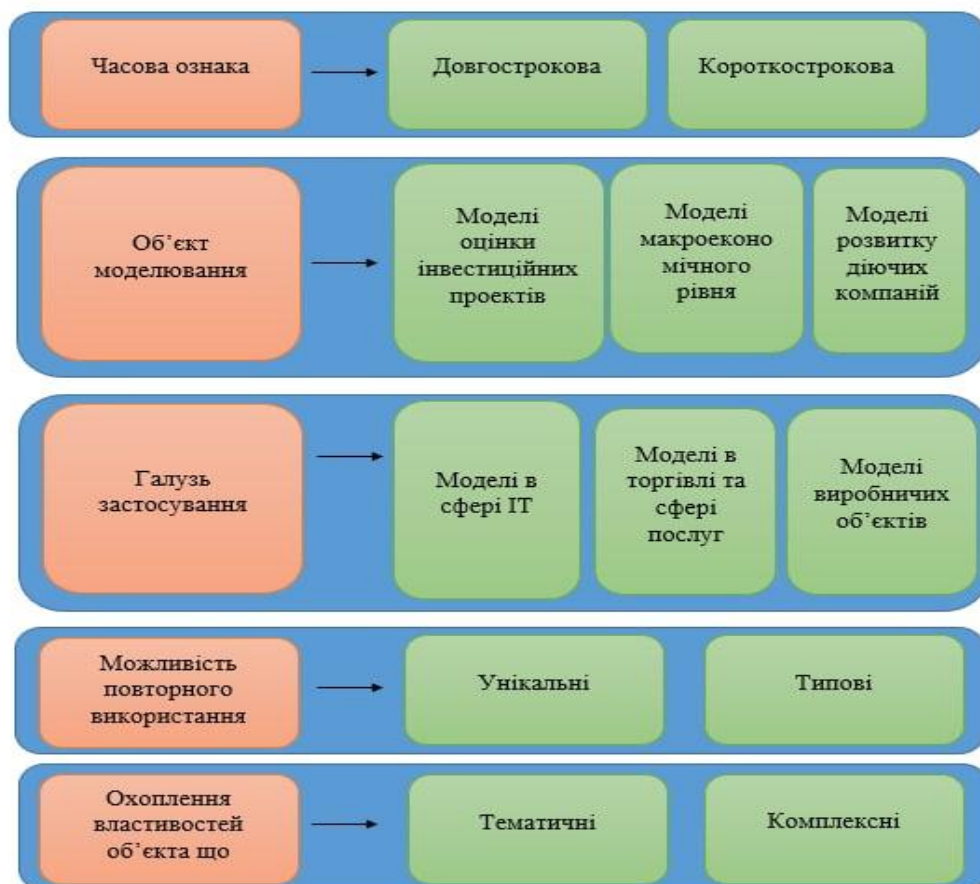 Часова ознака
Довгострокова
Короткострокова
Об’єкт
моделювання
Моделі
оцінки
інвестиційних
проектів
Моделі
макроеконо
мічного
рівня
Моделі
розвитку
діючих
компаній
Галузь
застосування
Моделі в
сфері ІТ
Моделі в
торгівлі та
сфері
послуг
Моделі
виробничих
об’єктів
Можливість
повторного
використання
Унікальні
Типові
Охоплення
властивостей
об’єкта що
Тематичні
Комплексні